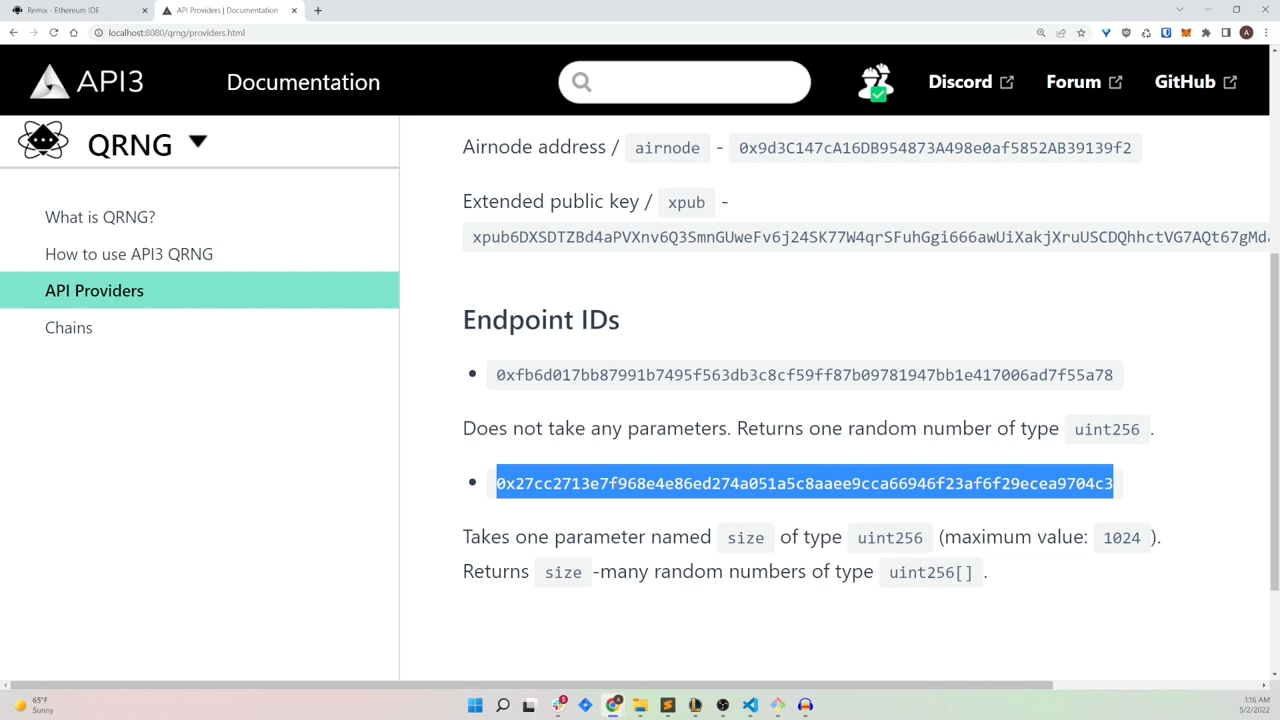 Remix - Ethereum IDE
API Providers | Documentation
localhost:8080/qrng/providers.html
API3
Documentation
Discord
Forum
GitHub
QRNG
What is QRNG?
How to use API3 QRNG
API Providers
Chains
Airnode address / airnode - 0x9d3C147cA16DB954873A498e0af5852AB39139f2
Extended public key / xpub -
xpub6DXSDTZBd4aPVXnv6Q3SmnGUweFv6j24SK77W4qrSFuhGgi666awUiXakjXruUSCDQhhctVG7AQt67gMda
Endpoint IDs
0xfb6d017bb87991b7495f563db3c8cf59ff87b09781947bb1e417006ad7f55a78
Does not take any parameters. Returns one random number of type uint256 .
0x27cc2713e7f968e4e86ed274a051a5c8aaee9cca66946f23af6f29ecea9704c3
Takes one parameter named size of type uint256 (maximum value: 1024 ).
Returns size -many random numbers of type uint256[] .
65°F
Sunny
1:16 AM
5/2/2022